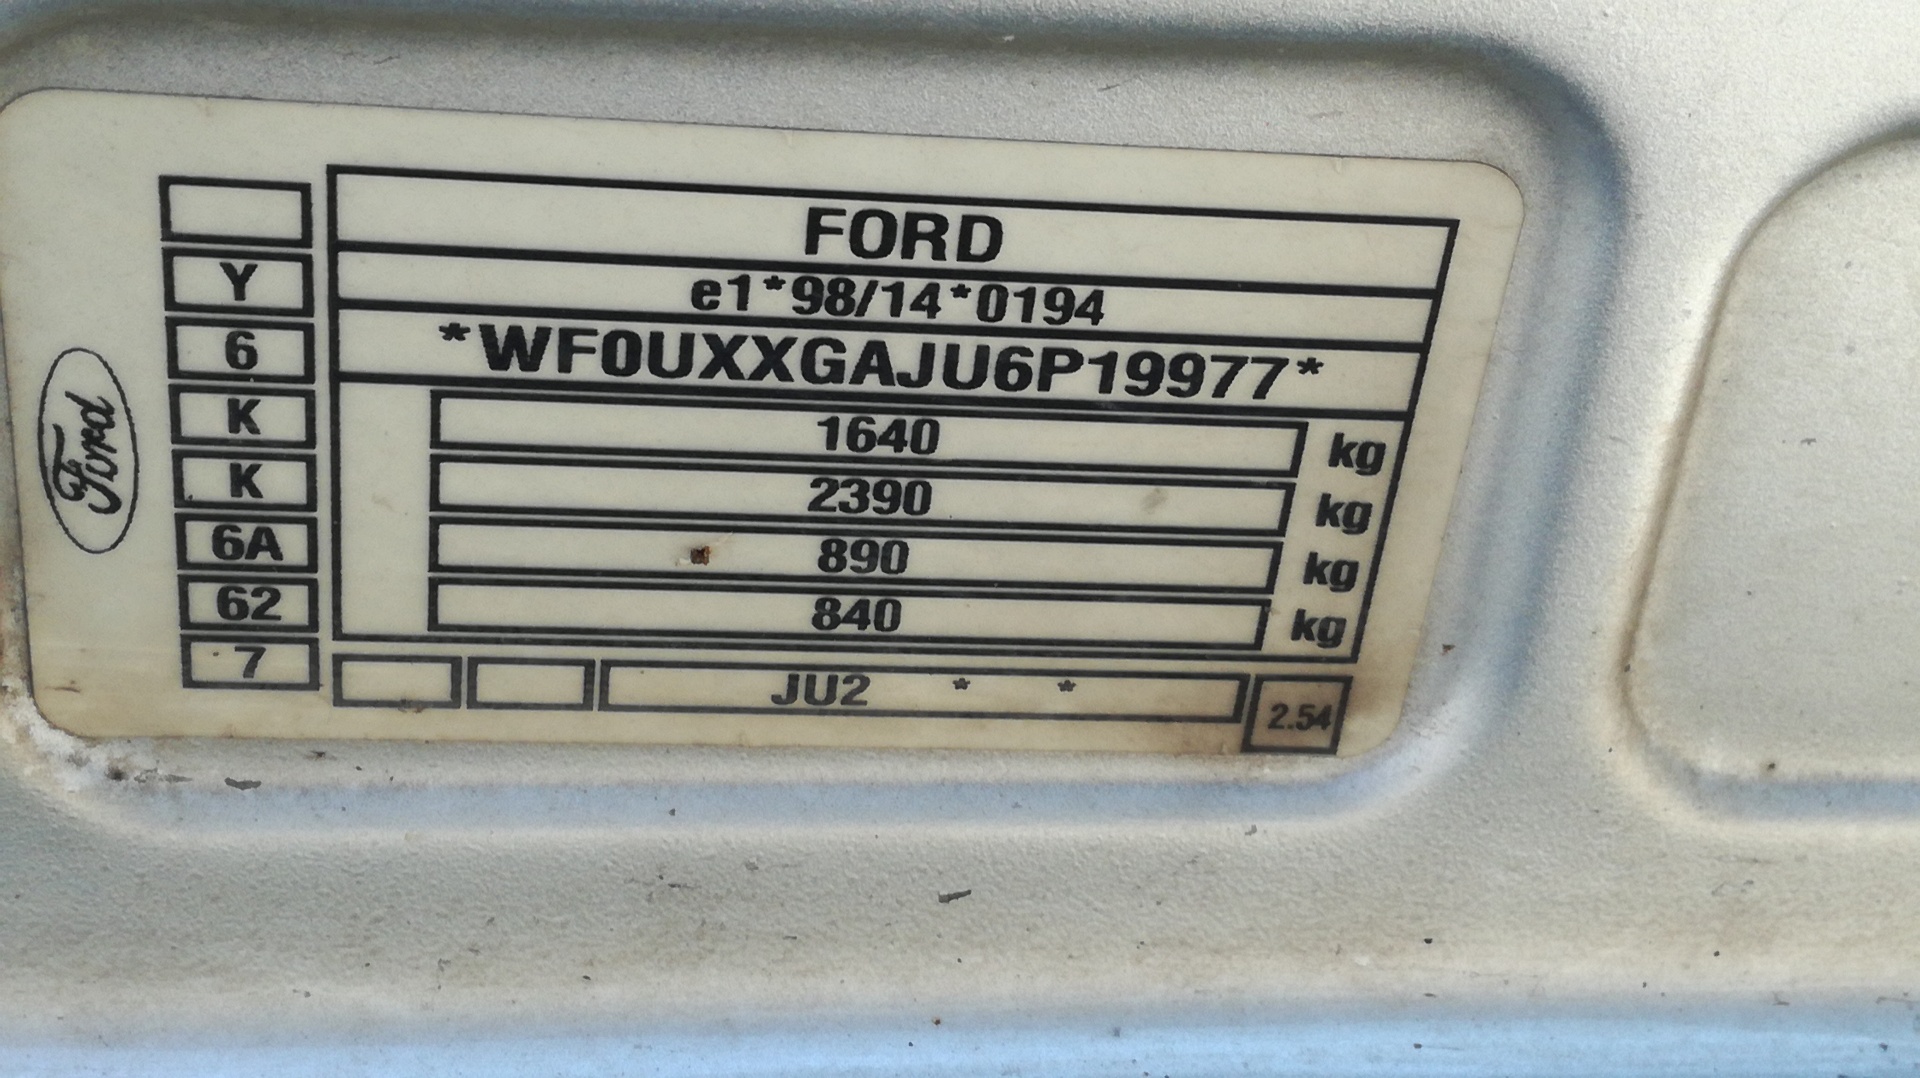 Ford
Y
6
K
K
6A
62
7
FORD
e1*98/14*0194
*WF0UXXGAJU6P19977*
1640 kg
2390 kg
890 kg
840 kg
JU2 * *
2.54